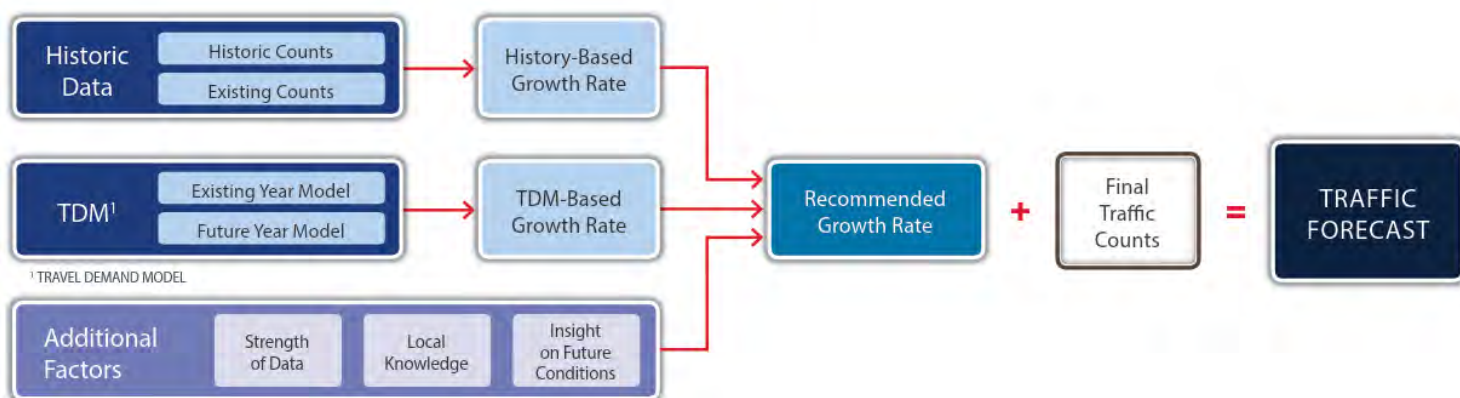 Historic
Data
Historic Counts
Existing Counts
History-Based
Growth Rate
TDM¹
Existing Year Model
Future Year Model
TDM-Based
Growth Rate
¹ TRAVEL DEMAND MODEL
Additional
Factors
Strength
of Data
Local
Knowledge
Insight
on Future
Conditions
Recommended
Growth Rate
+
Final
Traffic
Counts
=
TRAFFIC
FORECAST